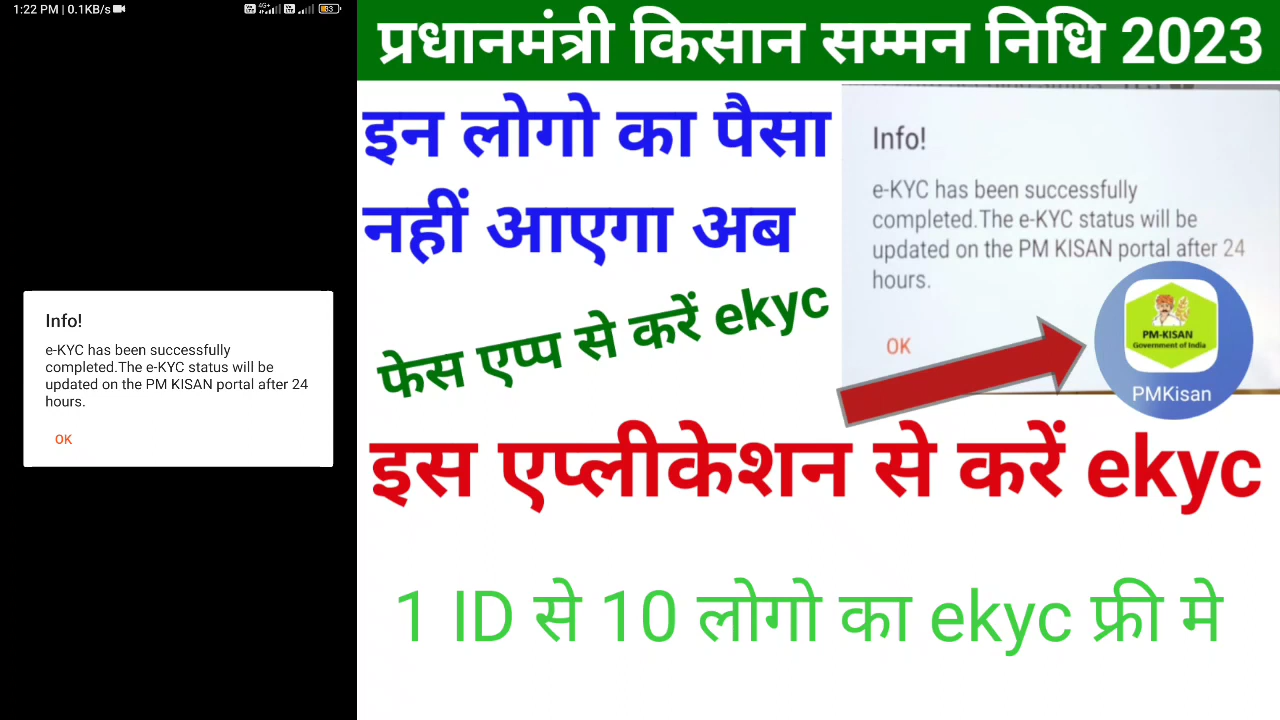 1:22 PM | 0.1KB/s
4G+
83
Info!
e-KYC has been successfully
completed.The e-KYC status will be
updated on the PM KISAN portal after 24
hours.
OK
प्रधानमंत्री किसान सम्मन निधि 2023
इन लोगो का पैसा
नहीं आएगा अब
फेस एप्प से करें ekyc
Info!
e-KYC has been successfully
completed.The e-KYC status will be
updated on the PM KISAN portal after 24
hours.
OK
PM-KISAN
Government of India
PMKisan
इस एप्लीकेशन से करें ekyc
1 ID से 10 लोगो का ekyc फ्री मे